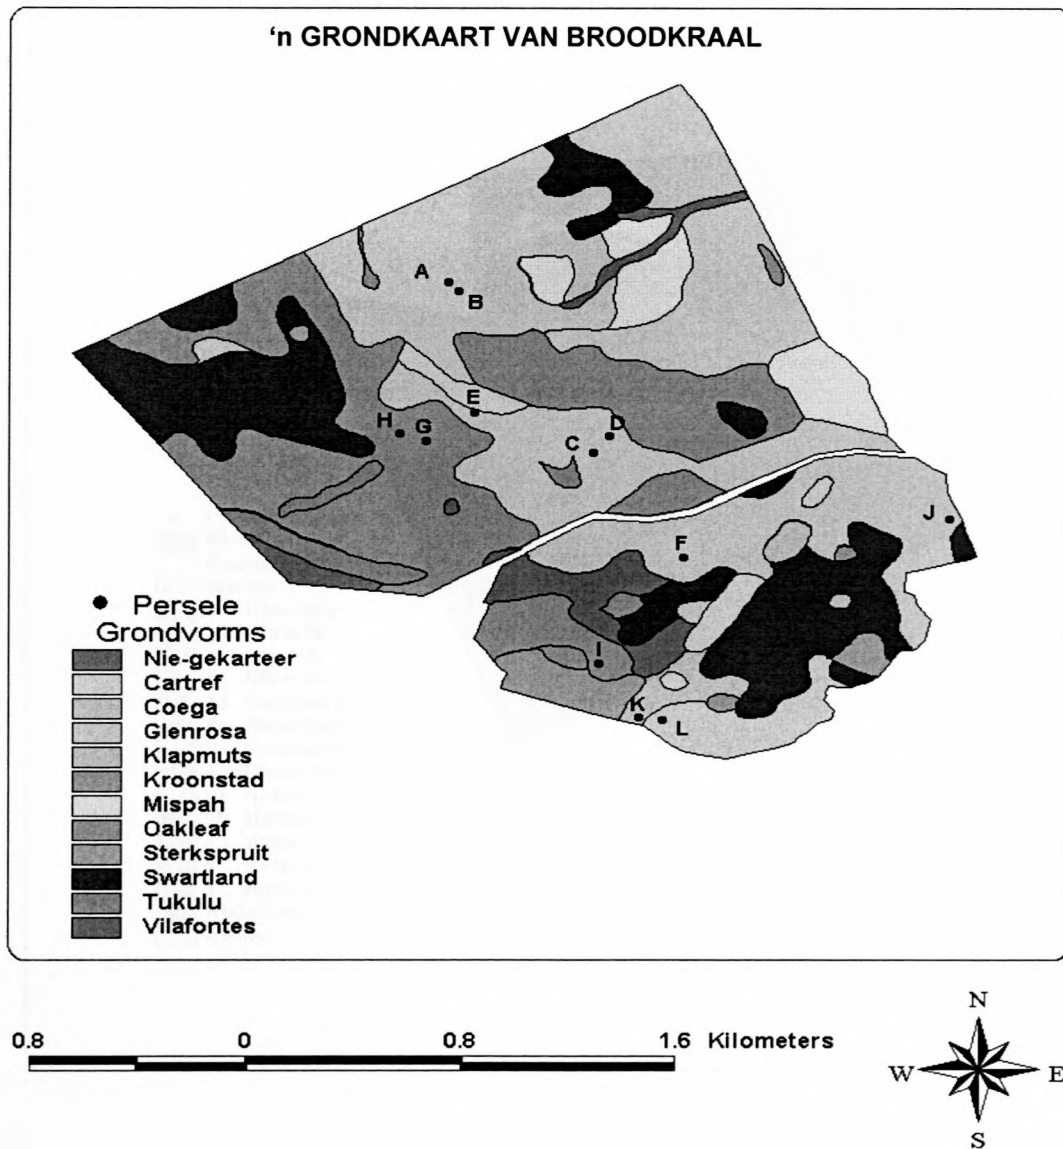 ‘n GRONDKAART VAN BROODKRAAL
A
B
E
D
H
G
C
J
F
I
K
L
Persele
Grondvorms
Nie-gekarteer
Cartref
Coega
Glenrosa
Klapmuts
Kroonstad
Mispah
Oakleaf
Sterkspruit
Swartland
Tukulu
Vilafontes
0.8 0 0.8 1.6 Kilometers
N
W E
S